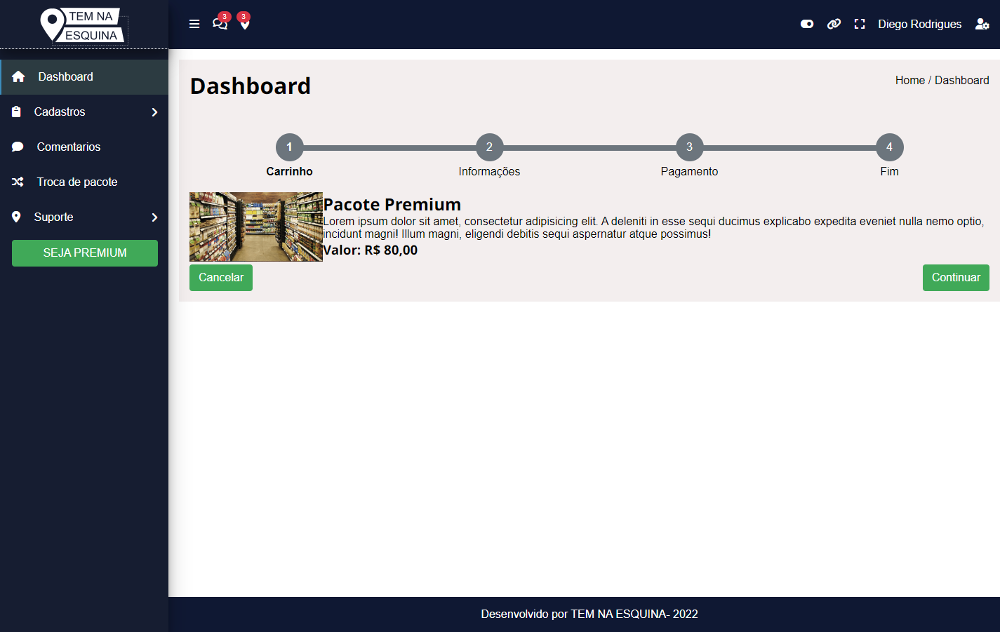 TEM NA
ESQUINA
3
3
Diego Rodrigues
Dashboard
Cadastros
Comentarios
Troca de pacote
Suporte
SEJA PREMIUM
Dashboard
Home / Dashboard
1
2
3
4
Carrinho
Informações
Pagamento
Fim
Pacote Premium
Lorem ipsum dolor sit amet, consectetur adipisicing elit. A deleniti in esse sequi ducimus explicabo expedita eveniet nulla nemo optio,
incidunt magni! Illum magni, eligendi debitis sequi aspernatur atque possimus!
Valor: R$ 80,00
Cancelar
Continuar
Desenvolvido por TEM NA ESQUINA- 2022